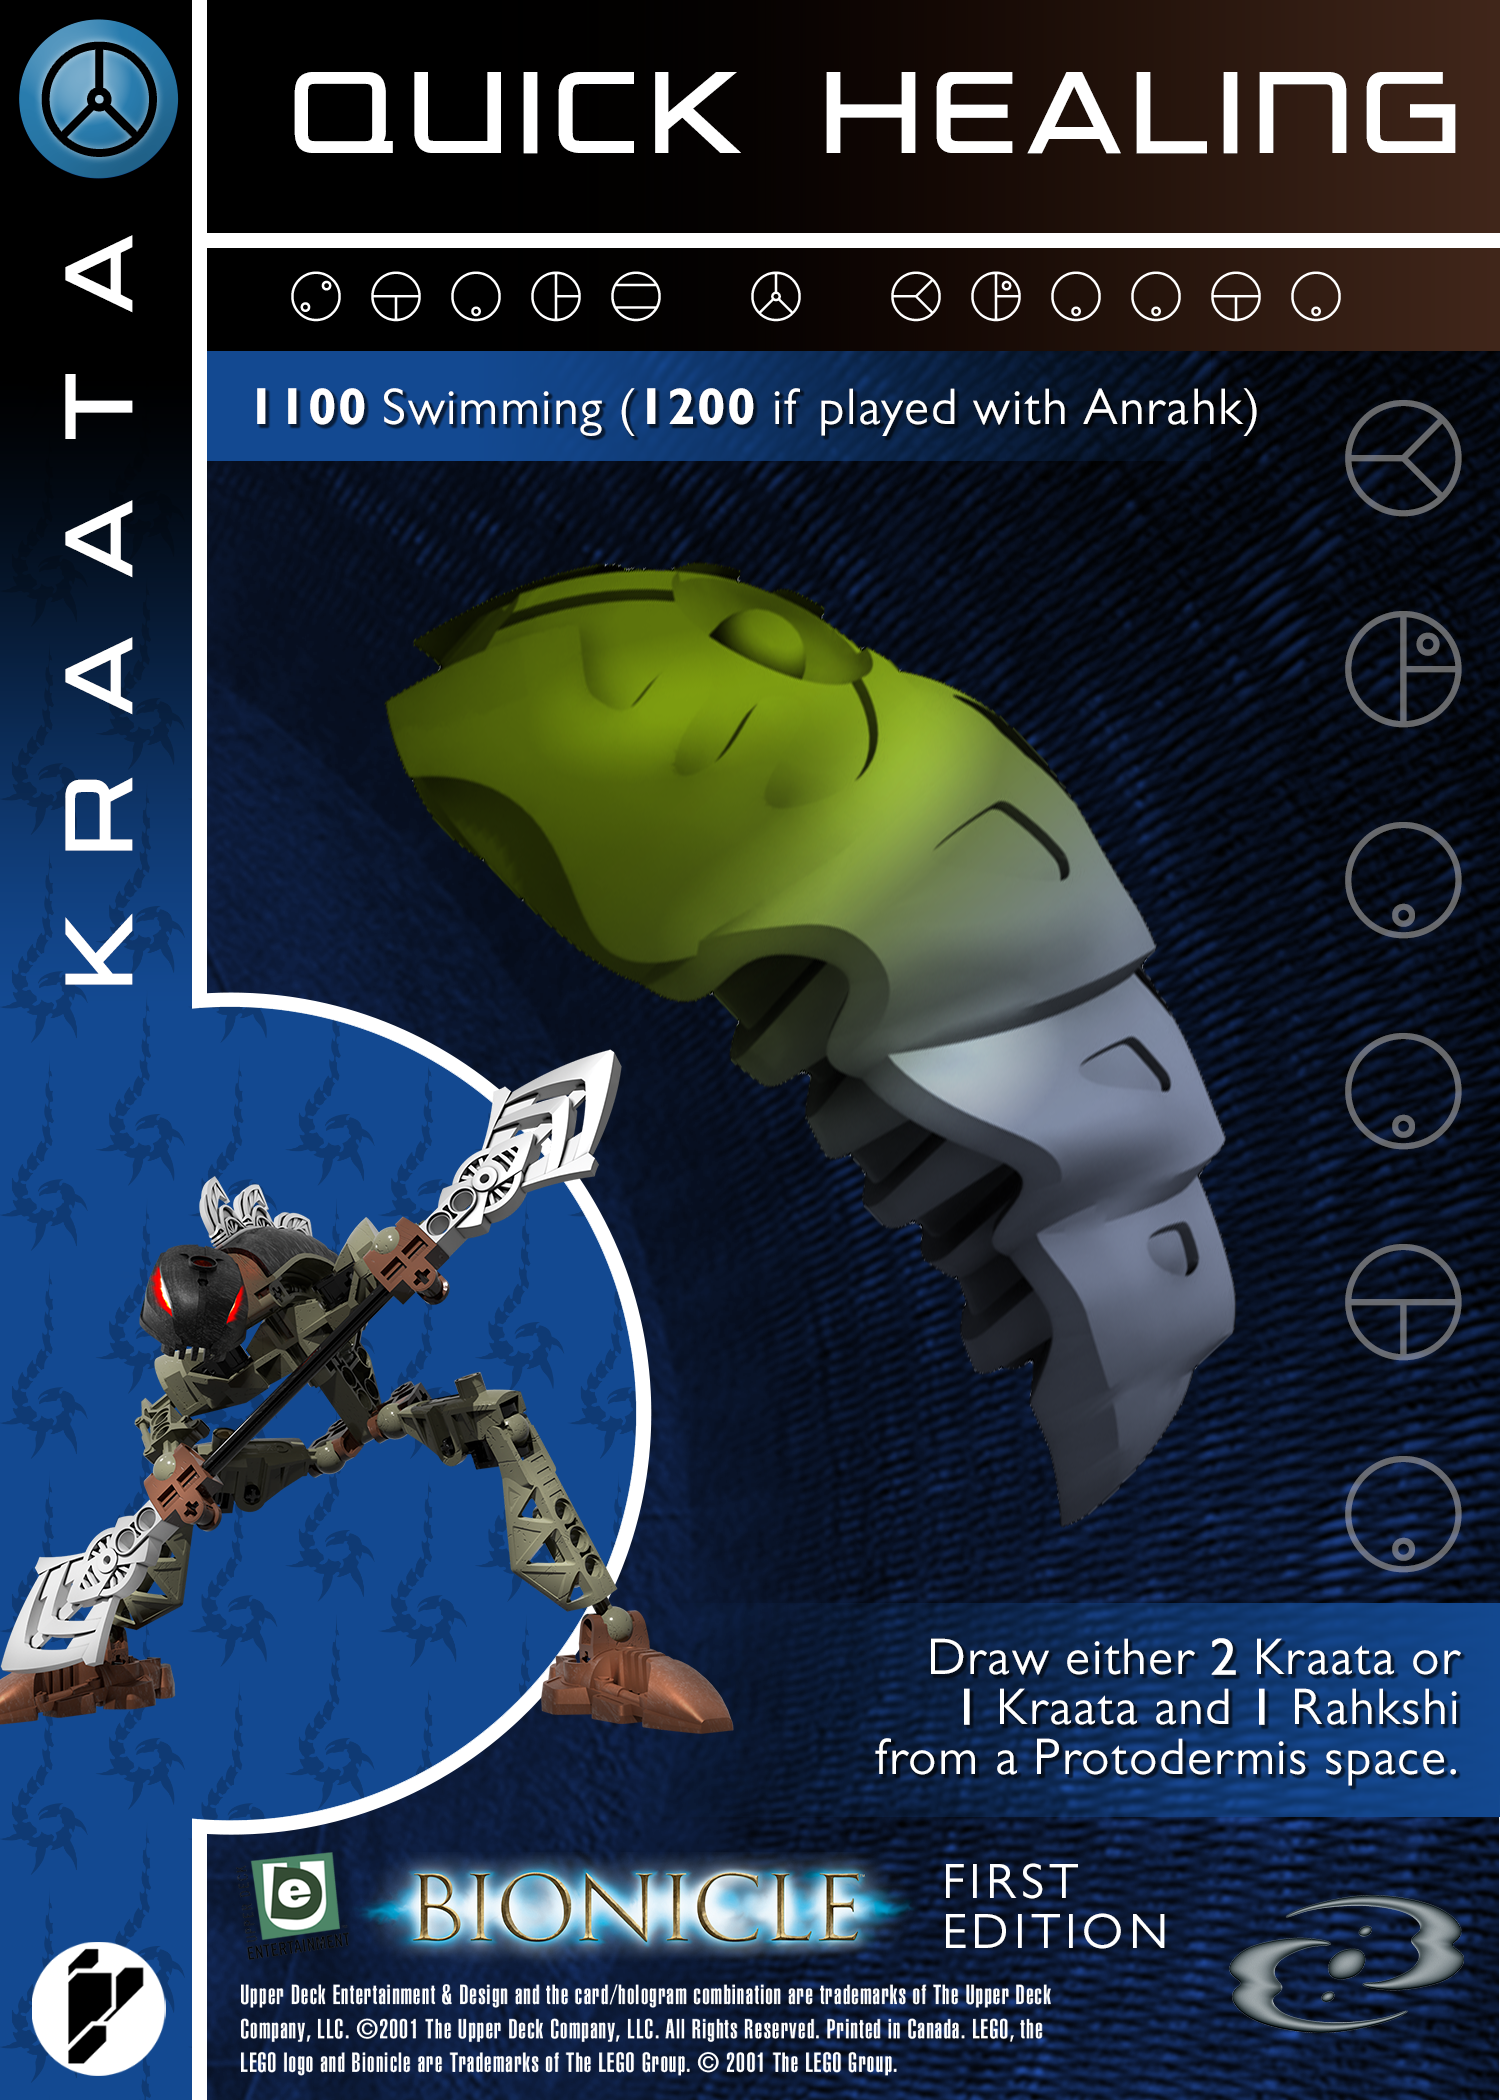 QUICK HEALING
KRAATA
1100 Swimming (1200 if played with Anrahk)
Draw either 2 Kraata or
1 Kraata and 1 Rahkshi
from a Protodermis space.
e
ENTERTAINMENT
BIONICLE
FIRST
EDITION
Upper Deck Entertainment & Design and the card/hologram combination are trademarks of The Upper Deck
Company, LLC. ©2001 The Upper Deck Company, LLC. All Rights Reserved. Printed in Canada. LEGO, the
LEGO logo and Bionicle are Trademarks of The LEGO Group. © 2001 The LEGO Group.